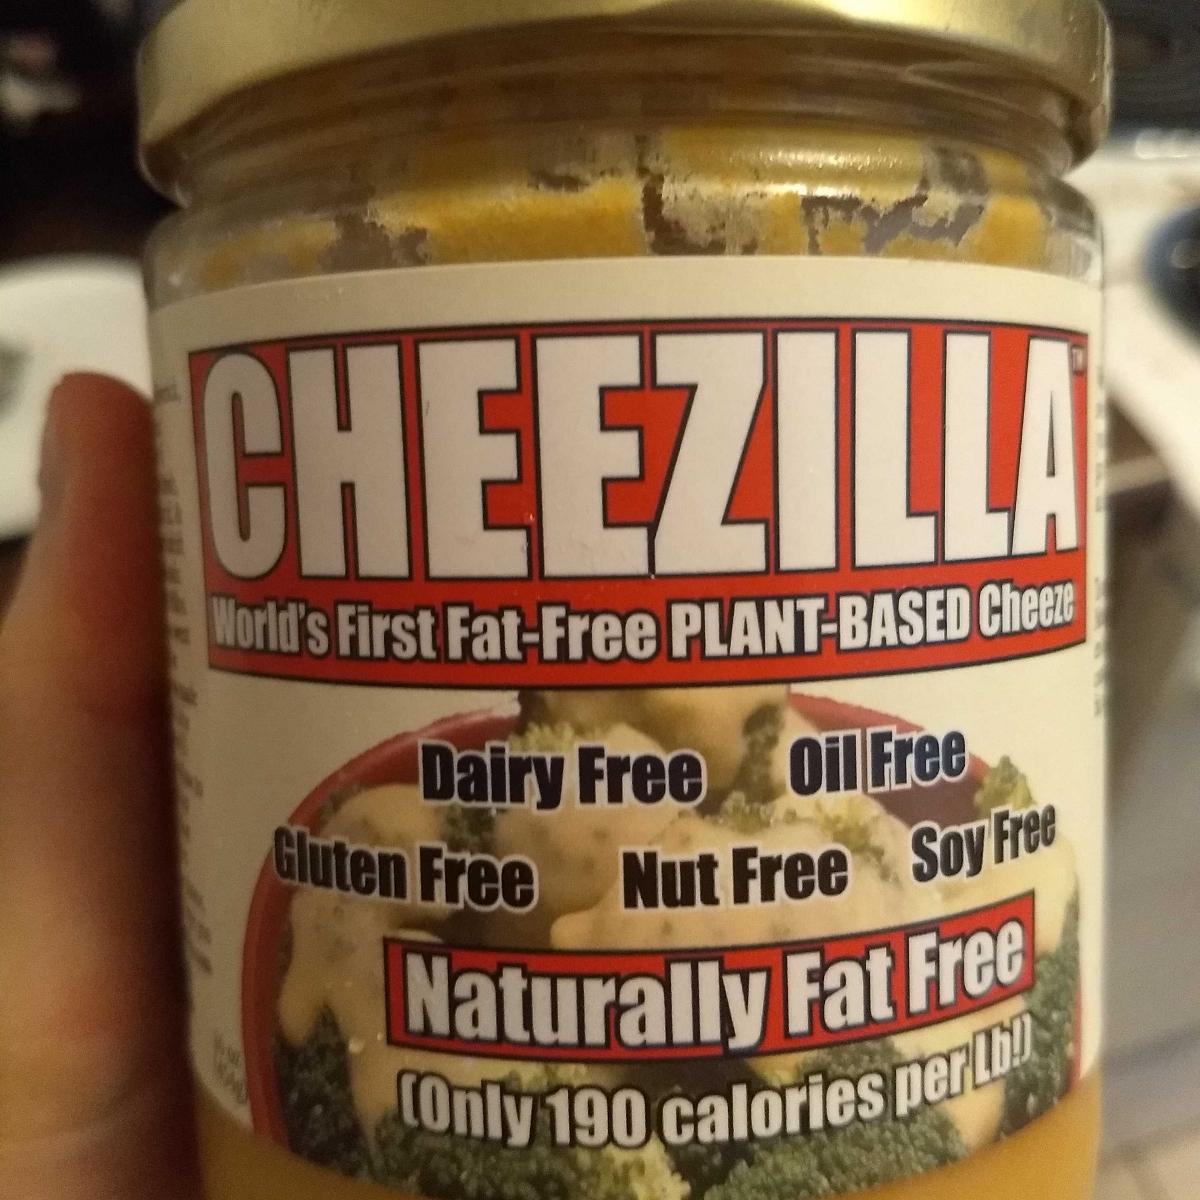 CHEEZILLA™
World's First Fat-Free PLANT-BASED Cheeze
Dairy Free Oil Free
Gluten Free Nut Free Soy Free
Naturally Fat Free
(Only 190 calories per Lb!)